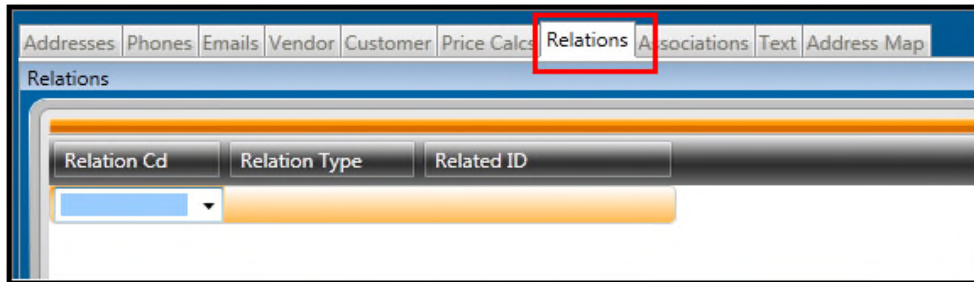 Addresses Phones Emails Vendor Customer Price Calcs Relations Associations Text Address Map
Relations
Relation Cd Relation Type Related ID